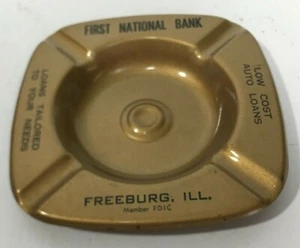 FIRST NATIONAL BANK
'LOW COST
AUTO LOANS
FREEBURG, ILL.
Member FDIC
LOANS TAILORED
TO YOUR NEEDS